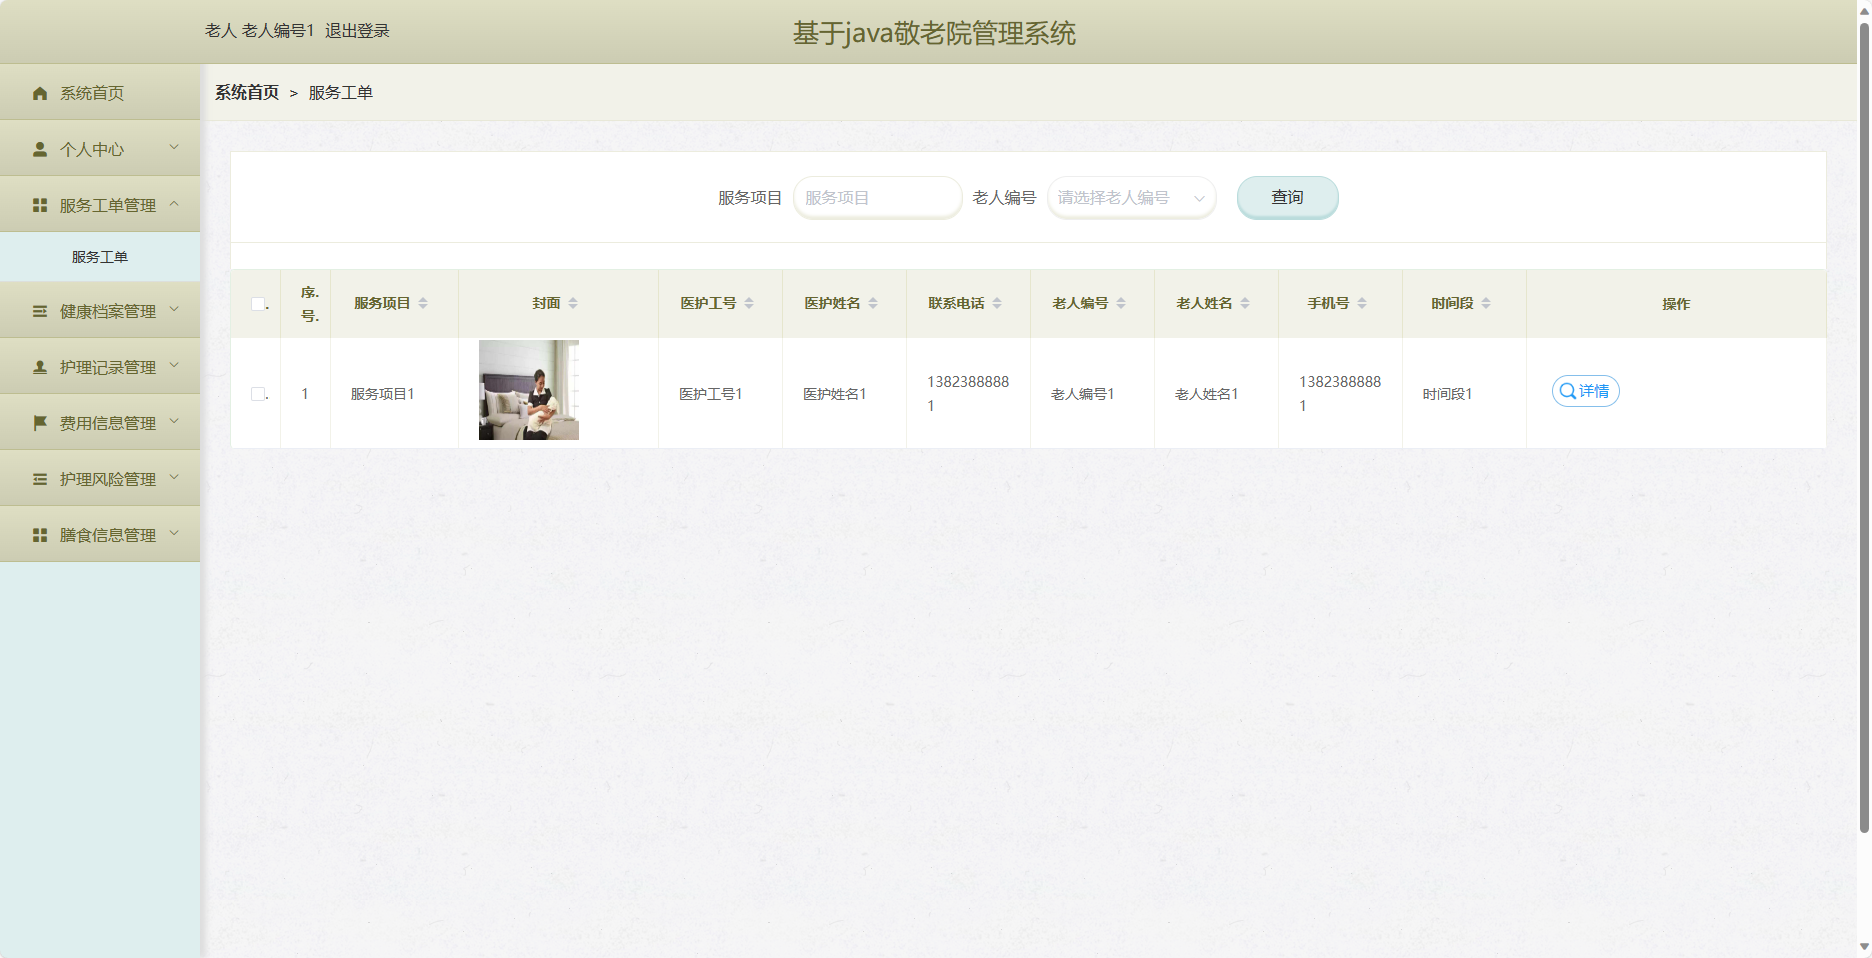 老人 老人编号1 退出登录
基于java敬老院管理系统
系统首页
个人中心
服务工单管理
服务工单
健康档案管理
护理记录管理
费用信息管理
护理风险管理
膳食信息管理
系统首页 > 服务工单
服务项目 服务项目 老人编号 请选择老人编号 查询
. 序. 号. 服务项目 封面 医护工号 医护姓名 联系电话 老人编号 老人姓名 手机号 时间段 操作
. 1 服务项目1 医护工号1 医护姓名1 13823888881 老人编号1 老人姓名1 13823888881 时间段1 详情